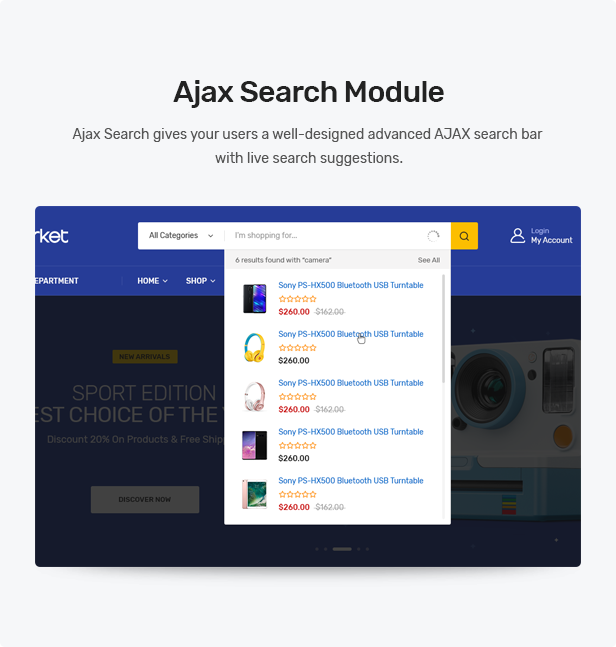 Ajax Search Module
Ajax Search gives your users a well-designed advanced AJAX search bar
with live search suggestions.
rket
All Categories
I'm shopping for...
Login
My Account
6 results found with "camera"
See All
EPARTMENT
HOME
SHOP
Sony PS-HX500 Bluetooth USB Turntable
$260.00 $162.00
Sony PS-HX500 Bluetooth USB Turntable
$260.00
Sony PS-HX500 Bluetooth USB Turntable
$260.00 $162.00
Sony PS-HX500 Bluetooth USB Turntable
$260.00
Sony PS-HX500 Bluetooth USB Turntable
$260.00 $162.00
NEW ARRIVALS
SPORT EDITION
EST CHOICE OF THE
Discount 20% On Products & Free Ship
DISCOVER NOW